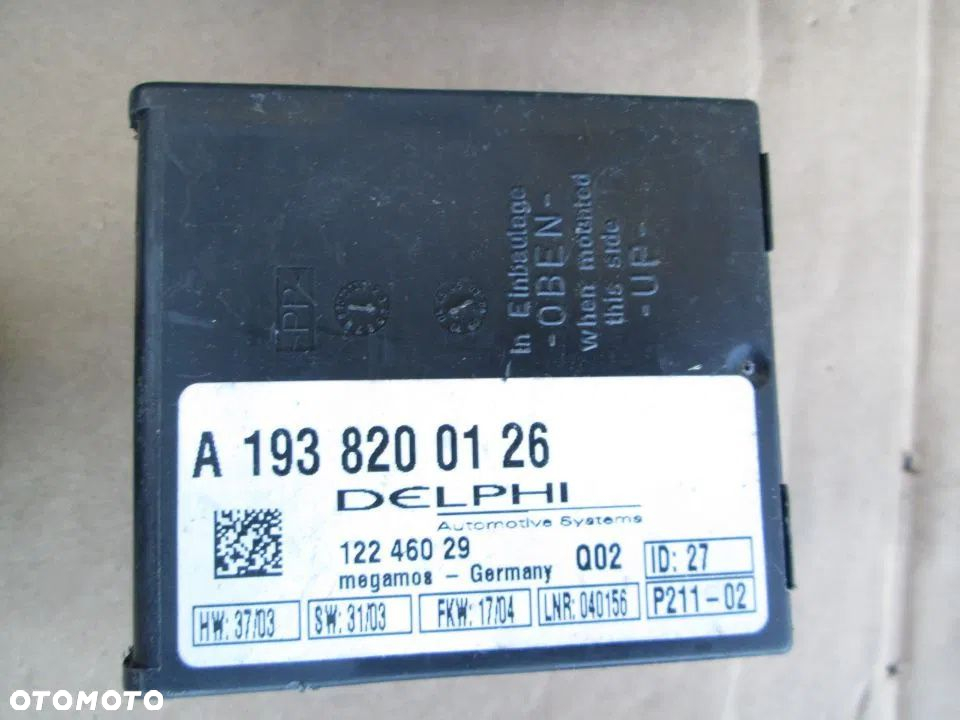 in Einbaulage
- OBEN -
when mounted
this side
- UP -
PP
A 193 820 01 26
DELPHI
Automotive Systems
122 460 29
Q02
ID: 27
megamos - Germany
P211-02
HW: 37/03
SW: 31/03
FKW: 17/04
LNR: 040156
OTOMOTO